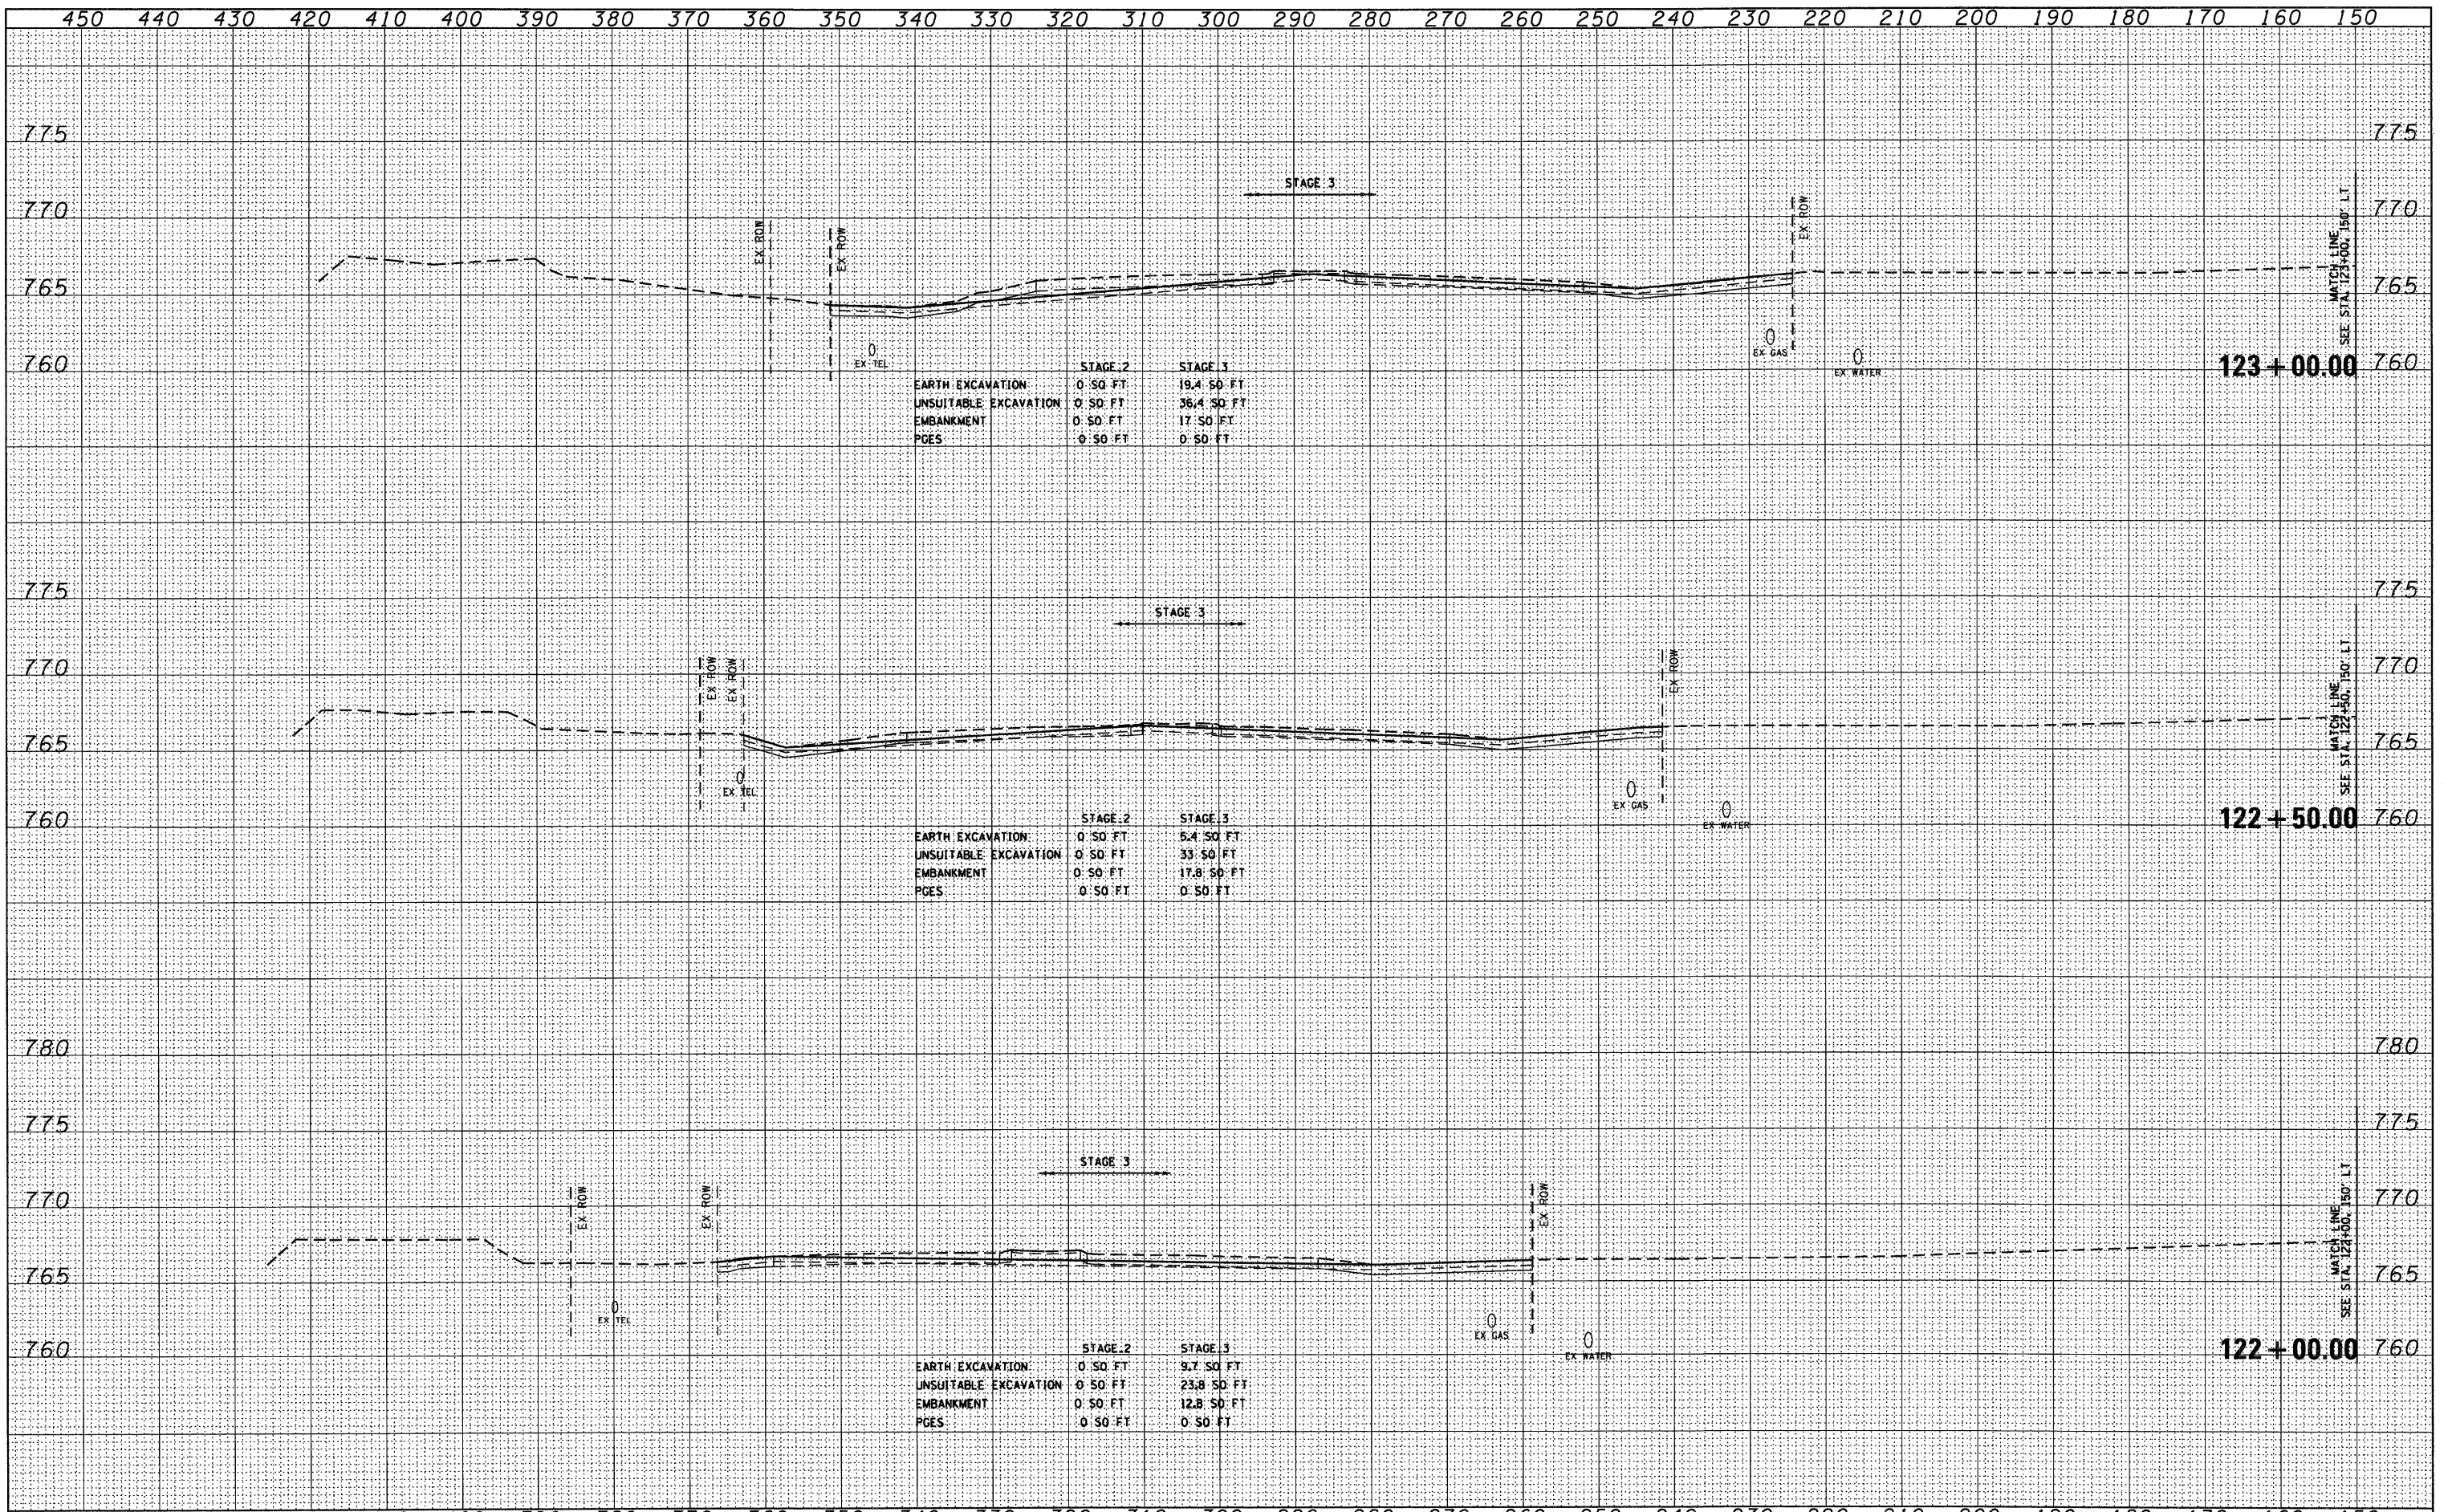 450 440 430 420 410 400 390 380 370 360 350 340 330 320 310 300 290 280 270 260 250 240 230 220 210 200 190 180 170 160 150
775 775
STAGE 3
770 770
EX ROW EX ROW EX ROW
MATCH LINE
SEE STA. 123+00, 150' LT
765 765
EX TEL EX GAS EX WATER
760 123+00.00 760
STAGE 2 STAGE 3
EARTH EXCAVATION 0 SQ FT 19.4 SQ FT
UNSUITABLE EXCAVATION 0 SQ FT 36.4 SQ FT
EMBANKMENT 0 SQ FT 17 SQ FT
PGES 0 SQ FT 0 SQ FT
775 775
STAGE 3
770 770
EX ROW EX ROW EX ROW
MATCH LINE
SEE STA. 122+50, 150' LT
765 765
EX TEL EX GAS EX WATER
760 122+50.00 760
STAGE 2 STAGE 3
EARTH EXCAVATION 0 SQ FT 5.4 SQ FT
UNSUITABLE EXCAVATION 0 SQ FT 33 SQ FT
EMBANKMENT 0 SQ FT 17.8 SQ FT
PGES 0 SQ FT 0 SQ FT
780 780
775 775
STAGE 3
770 770
EX ROW EX ROW EX ROW
MATCH LINE
SEE STA. 122+00, 150' LT
765 765
EX TEL EX GAS EX WATER
760 122+00.00 760
STAGE 2 STAGE 3
EARTH EXCAVATION 0 SQ FT 9.7 SQ FT
UNSUITABLE EXCAVATION 0 SQ FT 23.8 SQ FT
EMBANKMENT 0 SQ FT 12.8 SQ FT
PGES 0 SQ FT 0 SQ FT